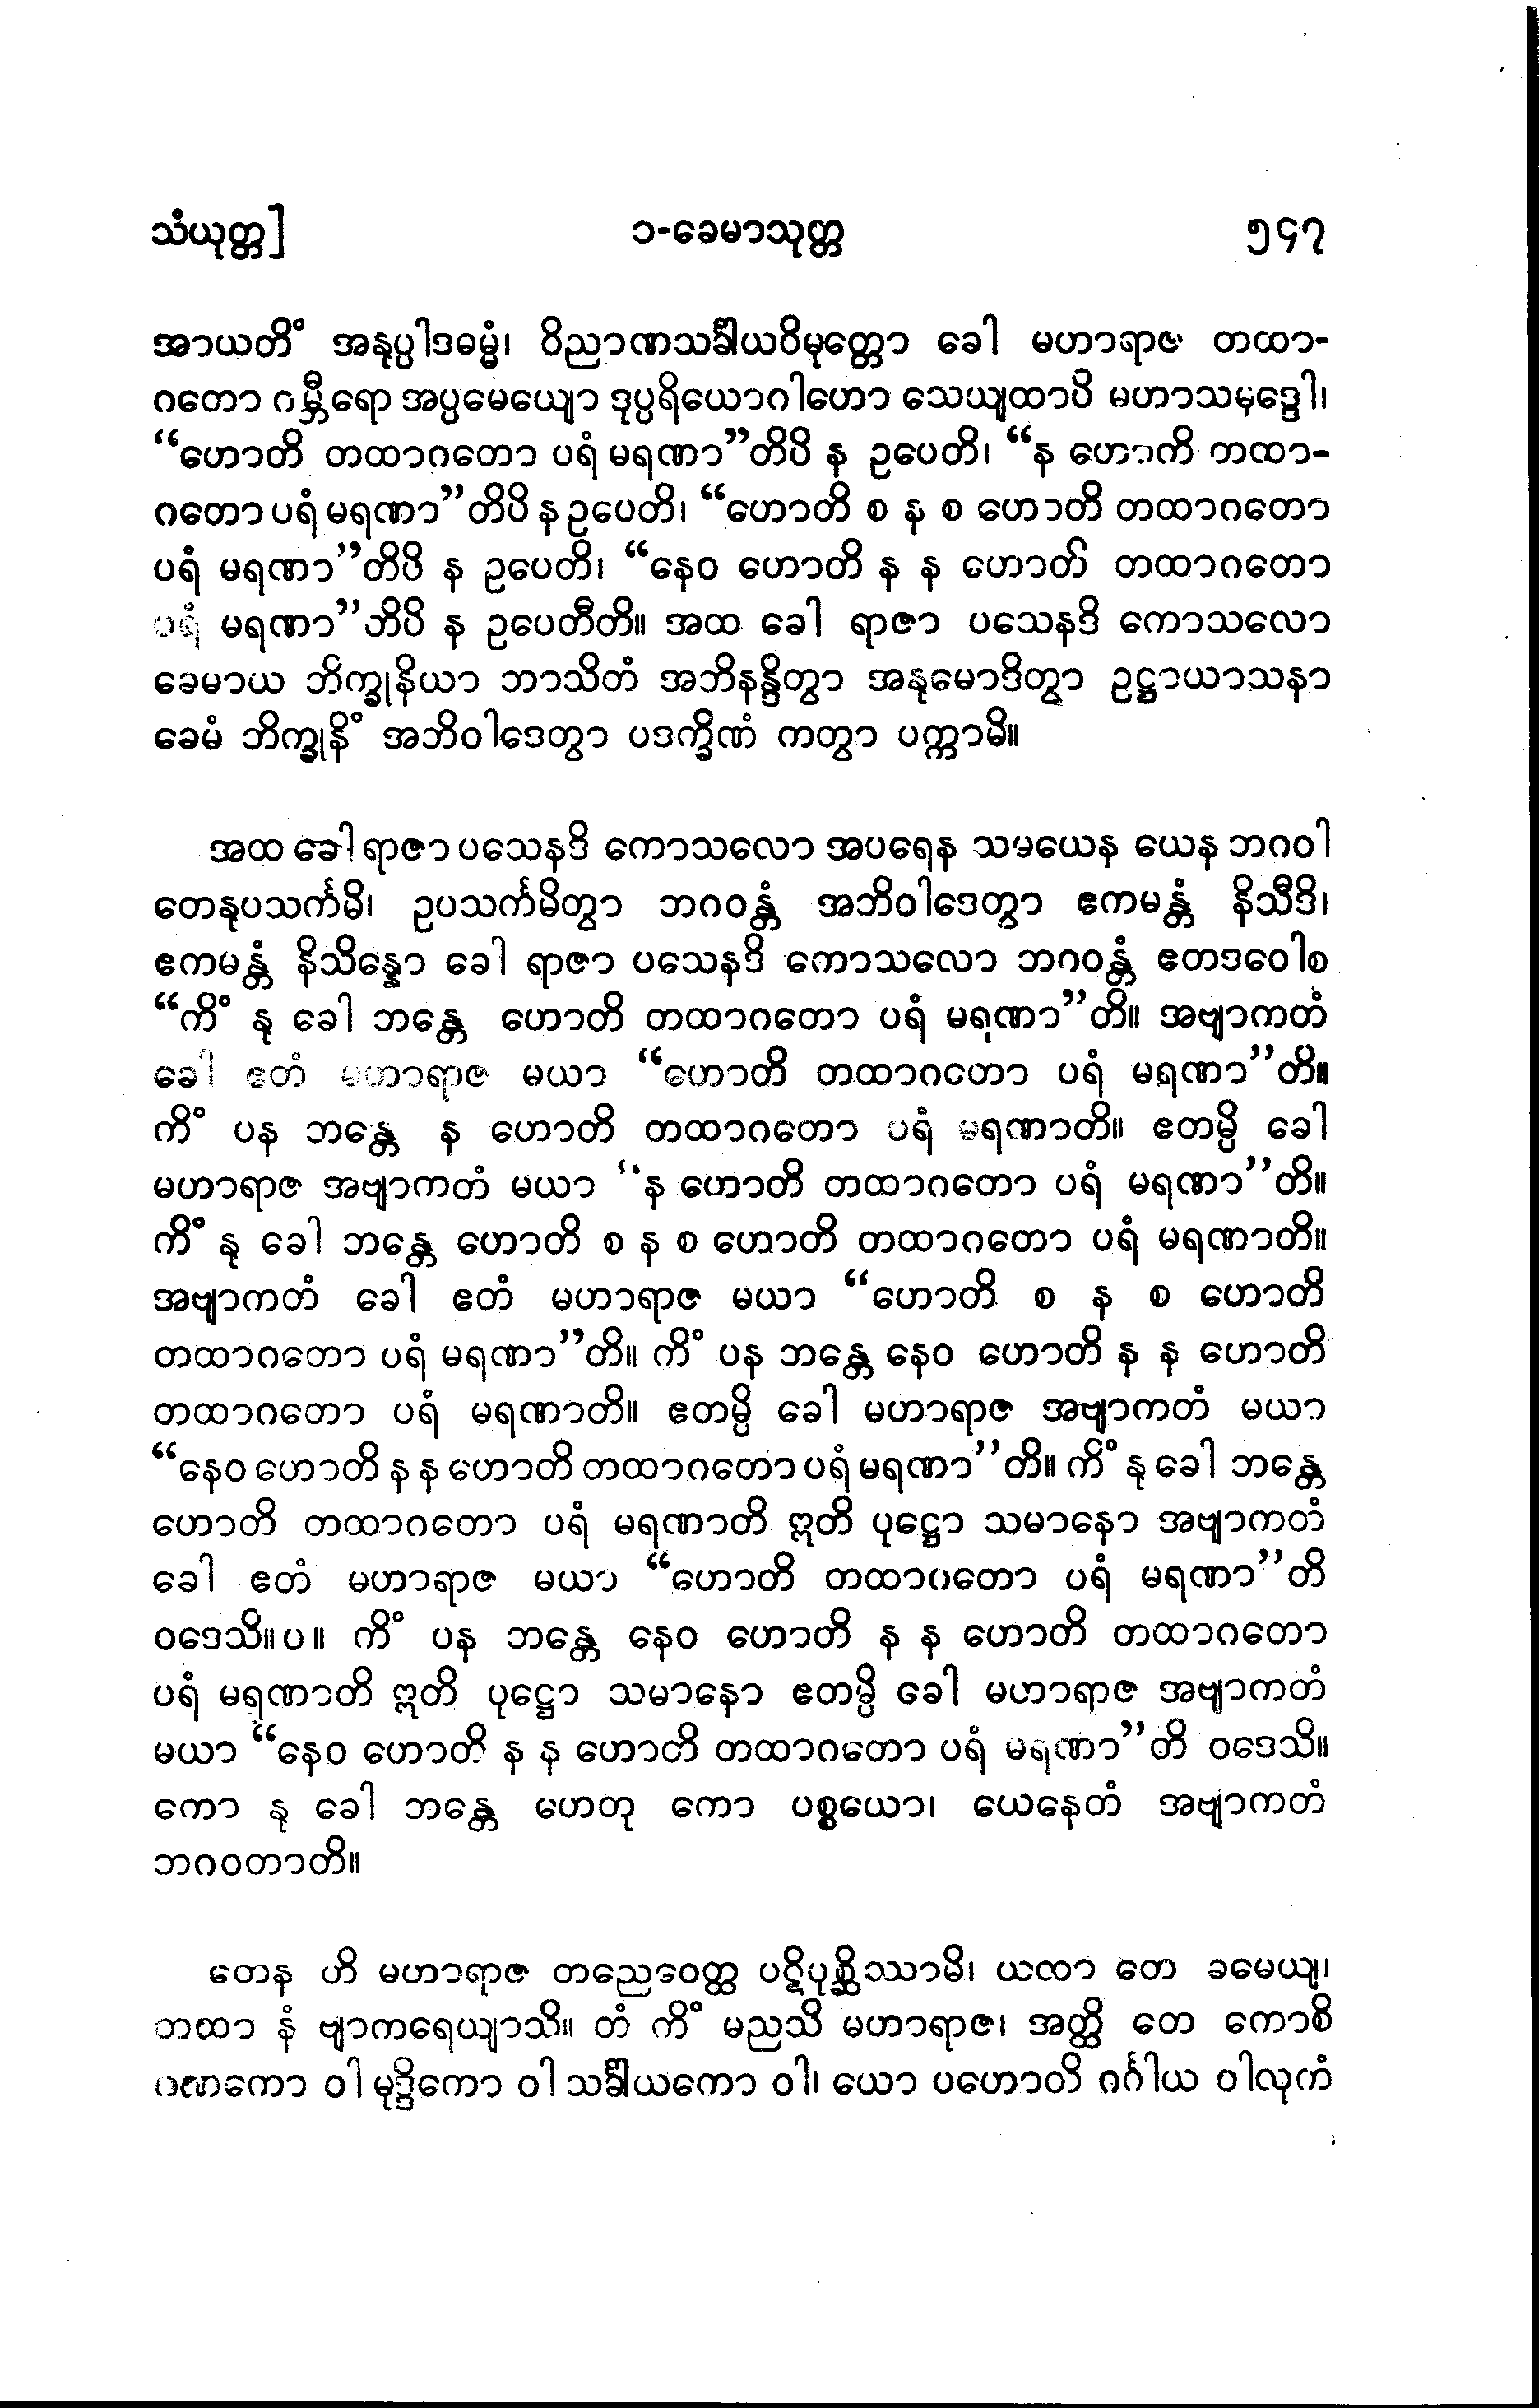 သံယုတ္တ]
၁-ခေမာသုတ္တ
၅၄၇
အာယတိံ အနုပ္ပါဒဓမ္မံ၊ ဝိညာဏသင်္ခါယဝိမုတ္တော ခေါ မဟာရာဇ တထာ-
ဂတော ဂမ္ဘီရော အပ္ပမေယျော ဒုပ္ပရိယောဂါဟော သေယျထာပိ မဟာသမုဒ္ဒေါ၊
“ဟောတိ တထာဂတော ပရံ မရဏာ”တိပိ န ဥပေတိ၊ “န ဟောတိ တထာ-
ဂတော ပရံ မရဏာ”တိပိ န ဥပေတိ၊ “ဟောတိ စ န စ ဟောတိ တထာဂတော
ပရံ မရဏာ”တိပိ န ဥပေတိ၊ “နေဝ ဟောတိ န န ဟောတိ တထာဂတော
ပရံ မရဏာ”တိပိ န ဥပေတီတိ။ အထ ခေါ ရာဇာ ပသေနဒိ ကောသလော
ခေမာယ ဘိက္ခုနိယာ ဘာသိတံ အဘိနန္ဒိတွာ အနုမောဒိတွာ ဥဋ္ဌာယာသနာ
ခေမံ ဘိက္ခုနိံ အဘိဝါဒေတွာ ပဒက္ခိဏံ ကတွာ ပက္ကာမိ။
အထ ခေါ ရာဇာ ပသေနဒိ ကောသလော အပရေန သမယေန ယေန ဘဂဝါ
တေနုပသင်္ကမိ၊ ဥပသင်္ကမိတွာ ဘဂဝန္တံ အဘိဝါဒေတွာ ဧကမန္တံ နိသီဒိ၊
ဧကမန္တံ နိသိန္နော ခေါ ရာဇာ ပသေနဒိ ကောသလော ဘဂဝန္တံ ဧတဒဝေါစ
“ကိံ နု ခေါ ဘန္တေ ဟောတိ တထာဂတော ပရံ မရဏာ”တိ။ အဗျာကတံ
ခေါ ဧတံ မဟာရာဇ မယာ “ဟောတိ တထာဂတော ပရံ မရဏာ”တိ။
ကိံ ပန ဘန္တေ န ဟောတိ တထာဂတော ပရံ မရဏာတိ။ ဧတမ္ပိ ခေါ
မဟာရာဇ အဗျာကတံ မယာ “န ဟောတိ တထာဂတော ပရံ မရဏာ”တိ။
ကိံ နု ခေါ ဘန္တေ ဟောတိ စ န စ ဟောတိ တထာဂတော ပရံ မရဏာတိ။
အဗျာကတံ ခေါ ဧတံ မဟာရာဇ မယာ “ဟောတိ စ န စ ဟောတိ
တထာဂတော ပရံ မရဏာ”တိ။ ကိံ ပန ဘန္တေ နေဝ ဟောတိ န န ဟောတိ
တထာဂတော ပရံ မရဏာတိ။ ဧတမ္ပိ ခေါ မဟာရာဇ အဗျာကတံ မယာ
“နေဝ ဟောတိ န န ဟောတိ တထာဂတော ပရံ မရဏာ”တိ။ ကိံ နု ခေါ ဘန္တေ
ဟောတိ တထာဂတော ပရံ မရဏာတိ ဣတိ ပုဋ္ဌော သမာနော အဗျာကတံ
ခေါ ဧတံ မဟာရာဇ မယာ “ဟောတိ တထာဂတော ပရံ မရဏာ”တိ
ဝဒေသိ။ပ။ ကိံ ပန ဘန္တေ နေဝ ဟောတိ န န ဟောတိ တထာဂတော
ပရံ မရဏာတိ ဣတိ ပုဋ္ဌော သမာနော ဧတမ္ပိ ခေါ မဟာရာဇ အဗျာကတံ
မယာ “နေဝ ဟောတိ န န ဟောတိ တထာဂတော ပရံ မရဏာ”တိ ဝဒေသိ။
ကော နု ခေါ ဘန္တေ ဟေတု ကော ပစ္စယော၊ ယေနေတံ အဗျာကတံ
ဘဂဝတာတိ။
တေန ဟိ မဟာရာဇ တညေဝေတ္ထ ပဋိပုစ္ဆိဿာမိ၊ ယထာ တေ ခမေယျ၊
တထာ နံ ဗျာကရေယျာသိ။ တံ ကိံ မညသိ မဟာရာဇ၊ အတ္ထိ တေ ကောစိ
ဂဏကော ဝါ မုဒ္ဒိကော ဝါ သင်္ခါယကော ဝါ၊ ယော ပဟောတိ ဂင်္ဂါယ ဝါလုကံ